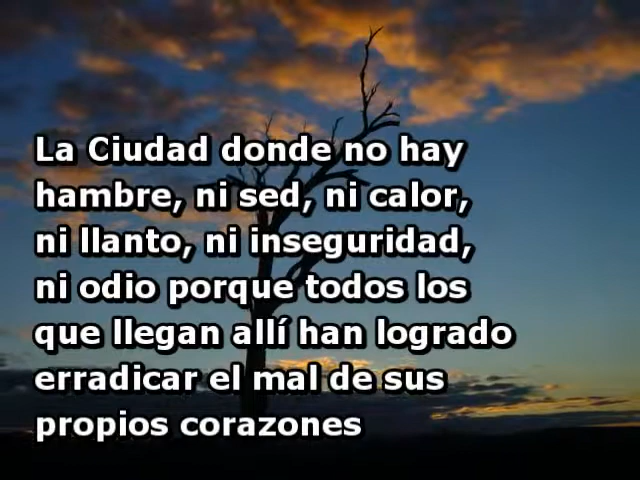 La Ciudad donde no hay
hambre, ni sed, ni calor,
ni llanto, ni inseguridad,
ni odio porque todos los
que llegan allí han logrado
erradicar el mal de sus
propios corazones